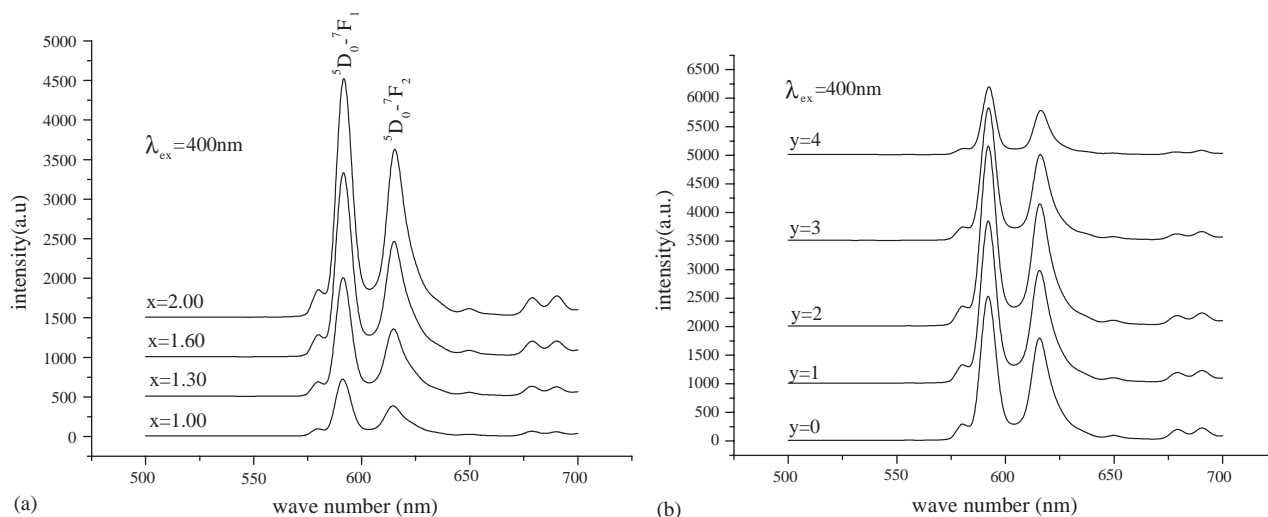 5000
4500
4000
3500
3000
2500
2000
1500
1000
500
0
intensity(a.u)
λex=400nm
⁵D₀-⁷F₁
⁵D₀-⁷F₂
x=2.00
x=1.60
x=1.30
x=1.00
500 550 600 650 700
wave number (nm)
(a)
6500
6000
5500
5000
4500
4000
3500
3000
2500
2000
1500
1000
500
0
intensity(a.u.)
λex=400nm
y=4
y=3
y=2
y=1
y=0
500 550 600 650 700
wave number (nm)
(b)